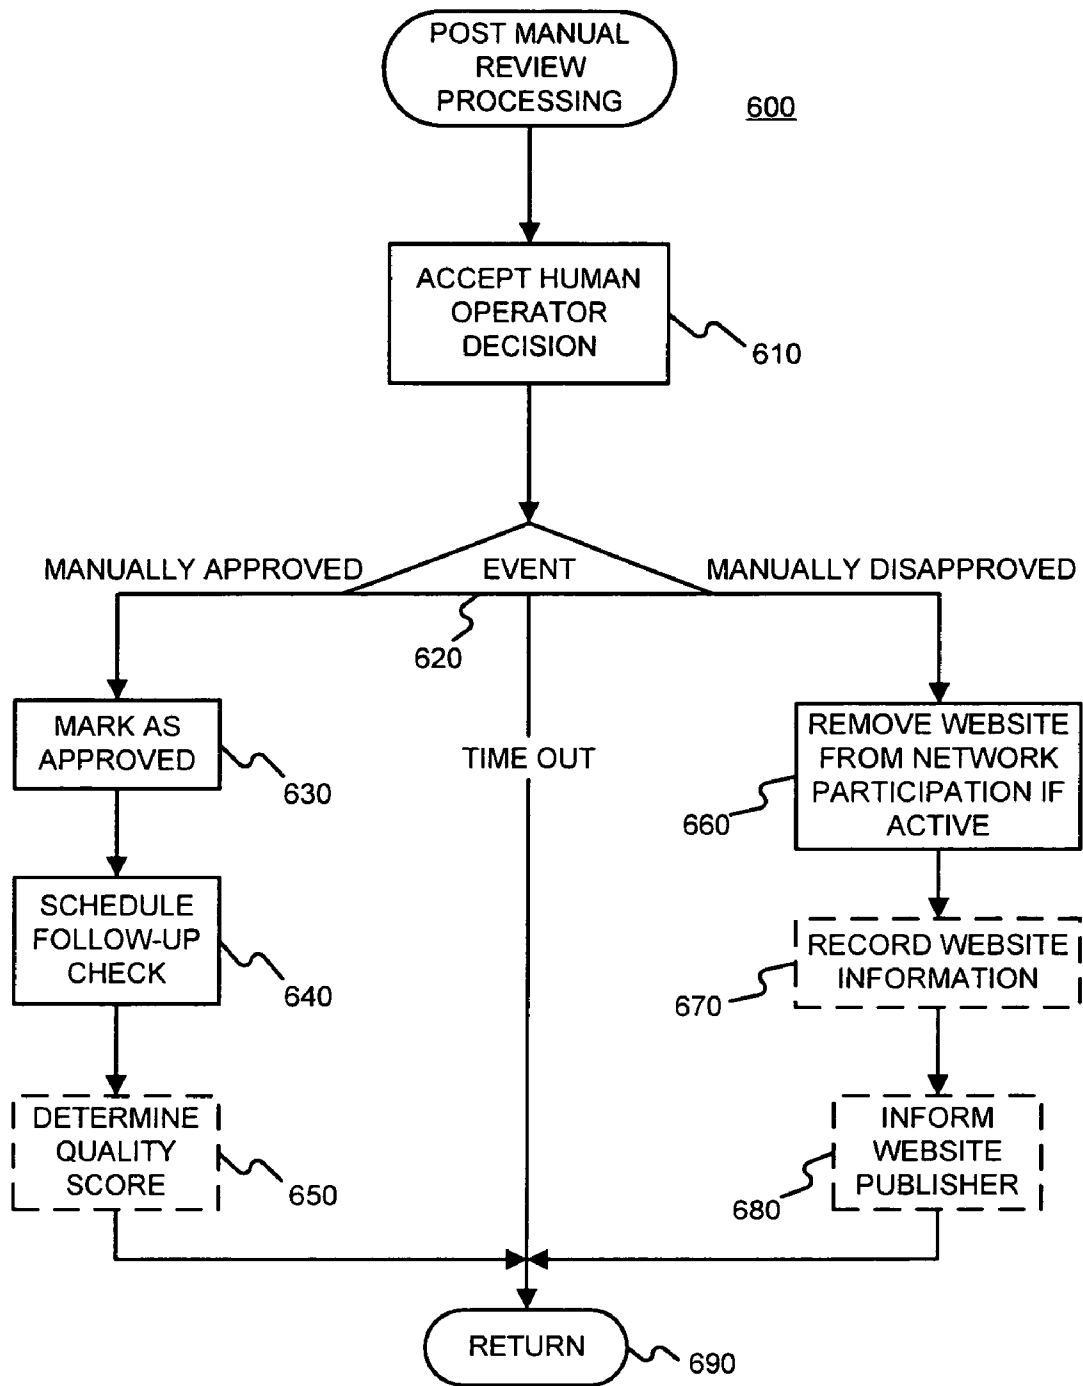 POST MANUAL
REVIEW
PROCESSING
600
ACCEPT HUMAN
OPERATOR
DECISION
610
MANUALLY APPROVED
EVENT
MANUALLY DISAPPROVED
620
MARK AS
APPROVED
630
TIME OUT
REMOVE WEBSITE
FROM NETWORK
PARTICIPATION IF
ACTIVE
660
SCHEDULE
FOLLOW-UP
CHECK
640
RECORD WEBSITE
INFORMATION
670
DETERMINE
QUALITY
SCORE
650
INFORM
WEBSITE
PUBLISHER
680
RETURN
690